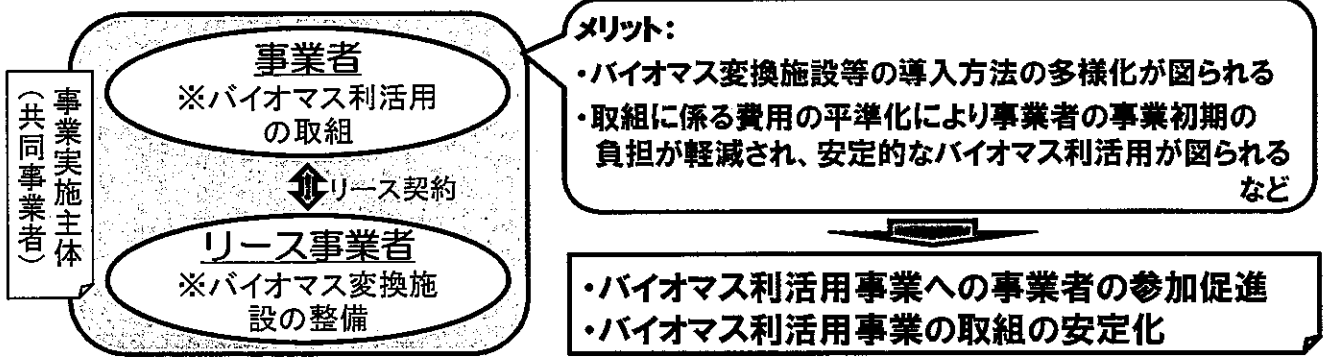 事業実施主体
（共同事業者）
事業者
※バイオマス利活用
の取組
リース契約
リース事業者
※バイオマス変換施
設の整備
メリット:
・バイオマス変換施設等の導入方法の多様化が図られる
・取組に係る費用の平準化により事業者の事業初期の
負担が軽減され、安定的なバイオマス利活用が図られる
など
・バイオマス利活用事業への事業者の参加促進
・バイオマス利活用事業の取組の安定化